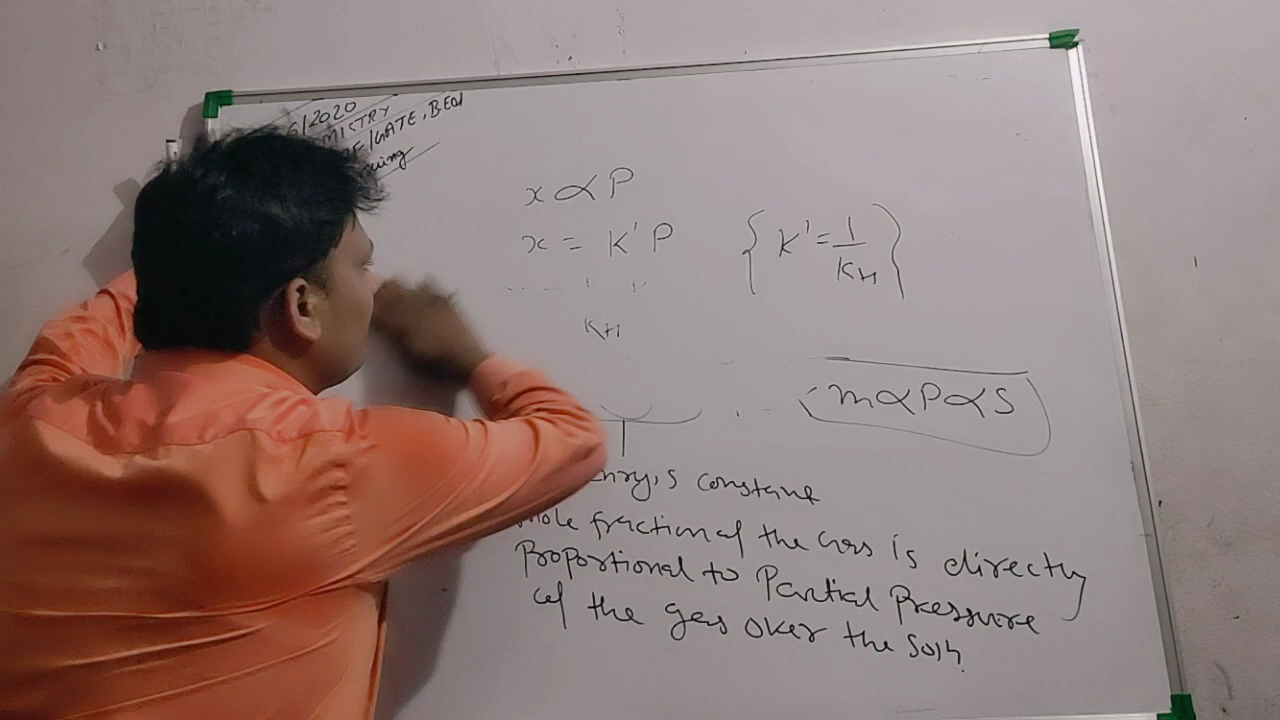 6/2020
MISTRY
F/GATE, BEd
x ∝ P
x = K' P { K' = 1/KH }
KH
m ∝ P ∝ S
enry,s constant
mole fraction of the gas is directly
Proportional to Partial Pressure
of the gas over the Soln.